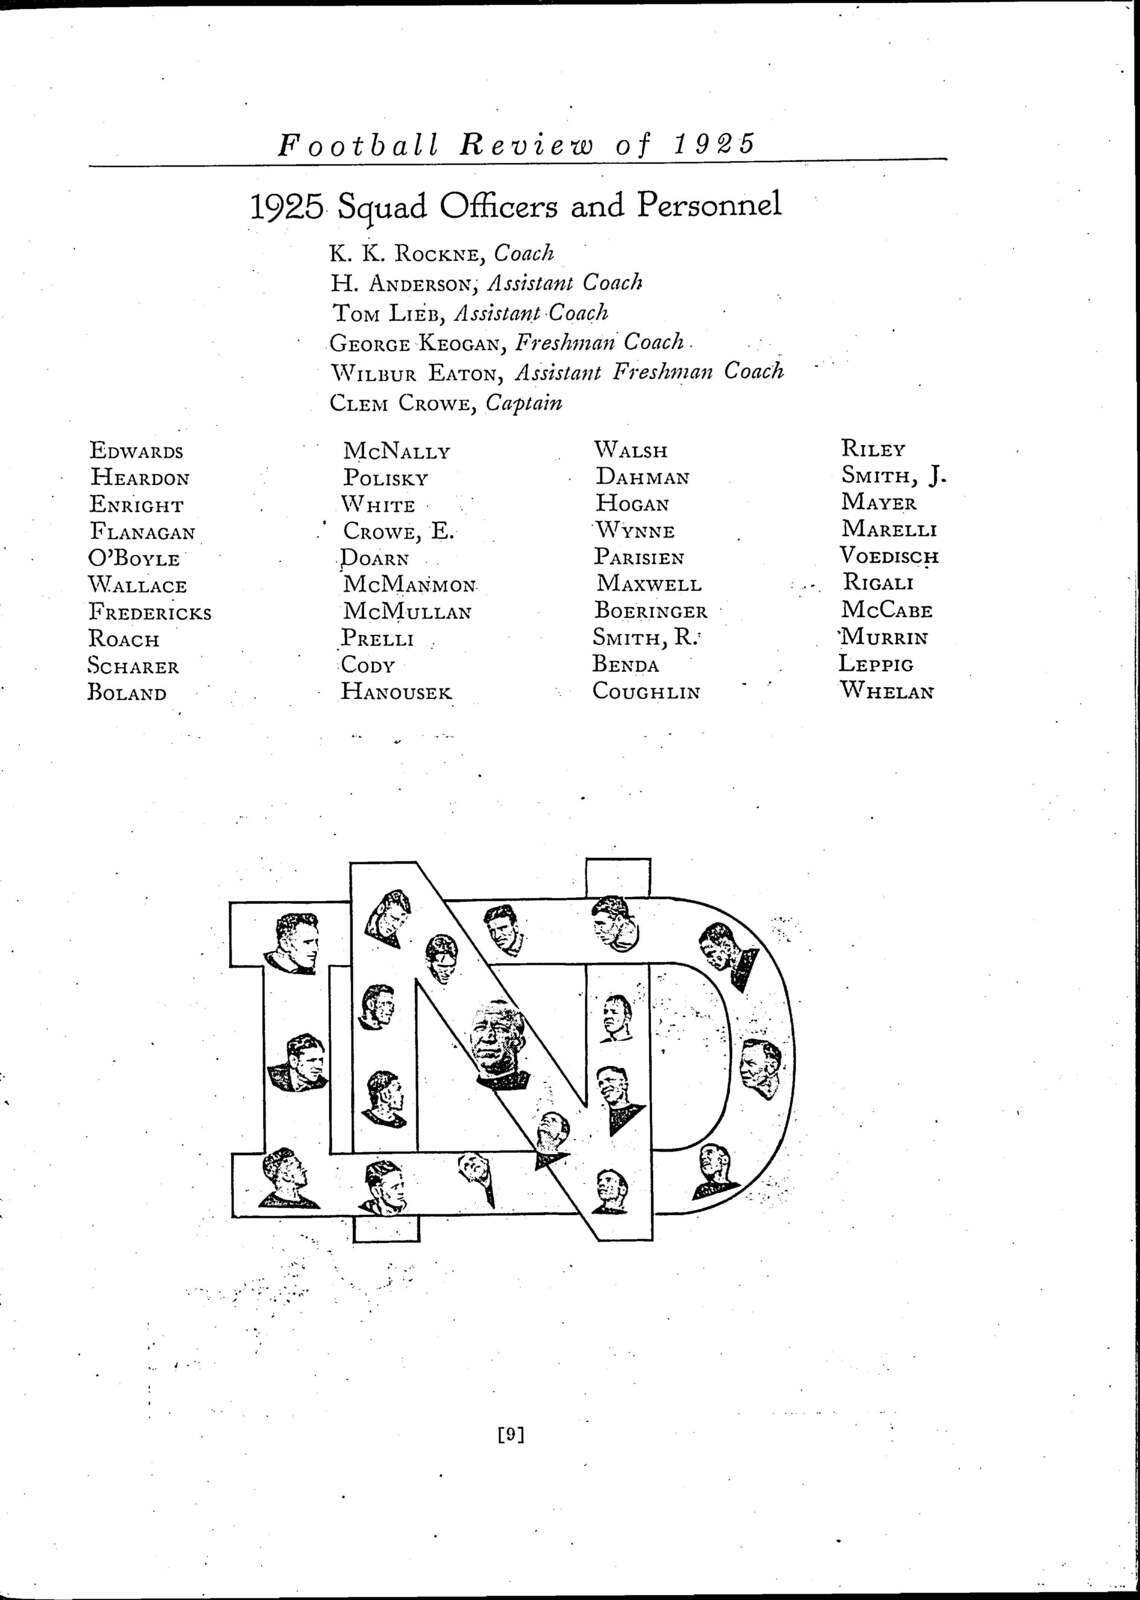 Football Review of 1925
1925 Squad Officers and Personnel
K. K. ROCKNE, Coach
H. ANDERSON, Assistant Coach
TOM LIEB, Assistant Coach
GEORGE KEOGAN, Freshman Coach
WILBUR EATON, Assistant Freshman Coach
CLEM CROWE, Captain
EDWARDS
HEARDON
ENRIGHT
FLANAGAN
O'BOYLE
WALLACE
FREDERICKS
ROACH
SCHARER
BOLAND
MCNALLY
POLISKY
WHITE
CROWE, E.
DOARN
MCMANMON
MCMULLAN
PRELLI
CODY
HANOUSEK
WALSH
DAHMAN
HOGAN
WYNNE
PARISIEN
MAXWELL
BOERINGER
SMITH, R.
BENDA
COUGHLIN
RILEY
SMITH, J.
MAYER
MARELLI
VOEDISCH
RIGALI
MCCABE
MURRIN
LEPPIG
WHELAN
ND
[9]